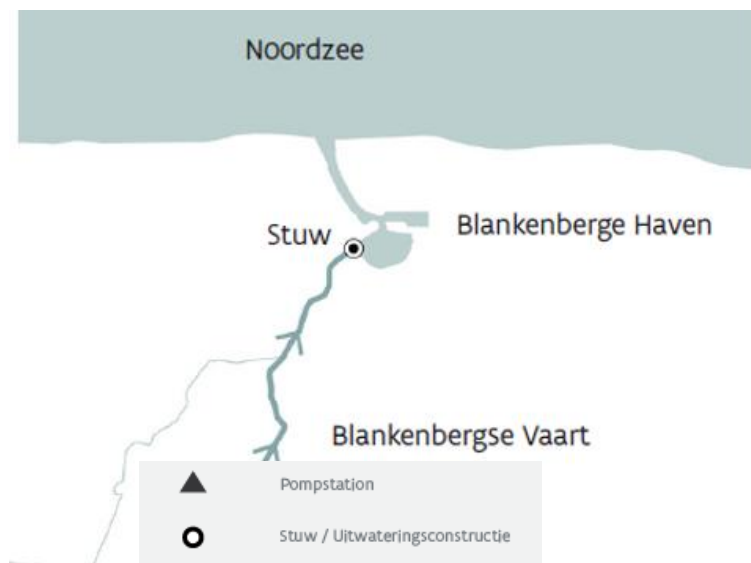 Noordzee
Stuw
Blankenberge Haven
Blankenbergse Vaart
Pompstation
Stuw / Uitwateringsconstructie